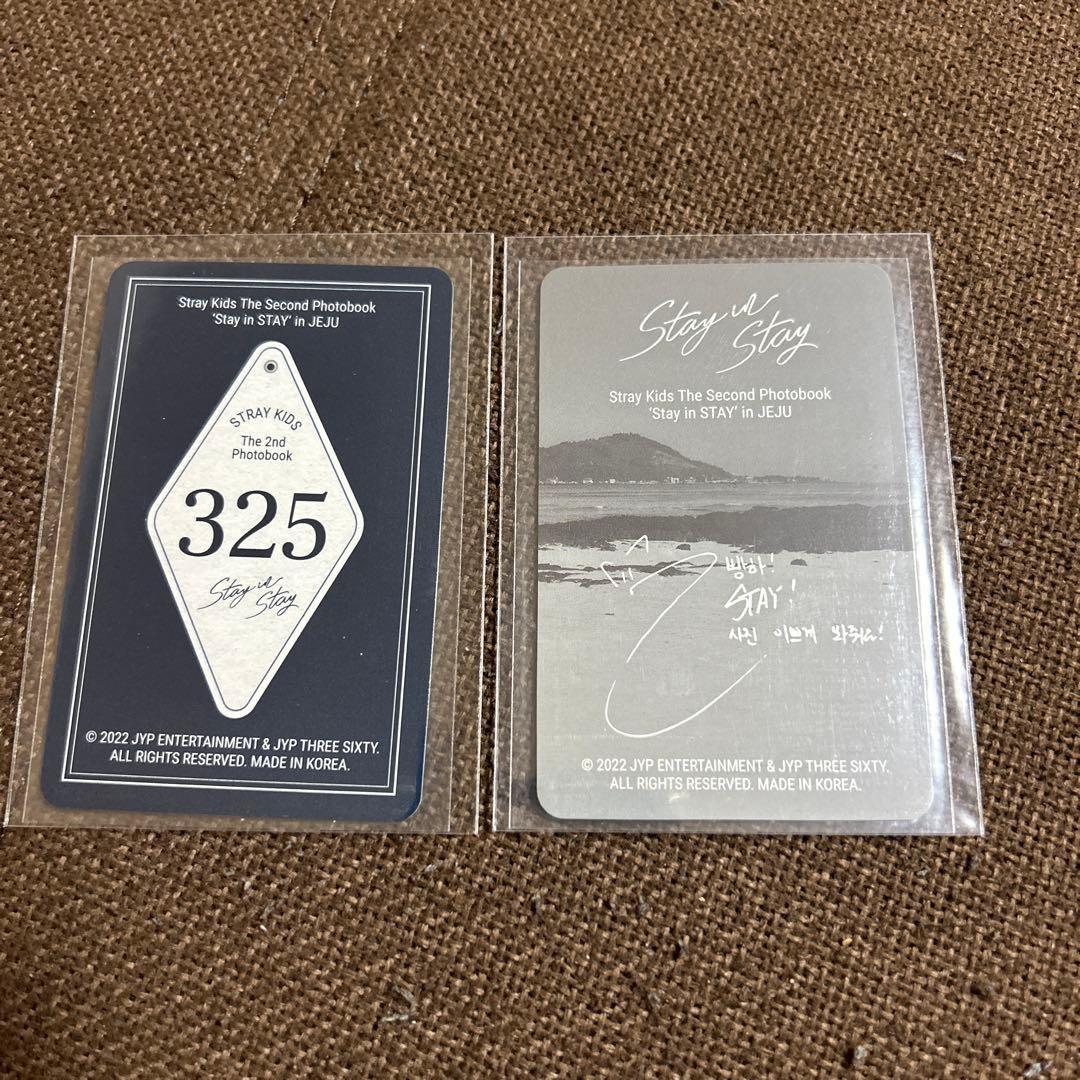 Stray Kids The Second Photobook
'Stay in STAY' in JEJU
STRAY KIDS
The 2nd
Photobook
325
Stay in
Stay
© 2022 JYP ENTERTAINMENT & JYP THREE SIXTY.
ALL RIGHTS RESERVED. MADE IN KOREA.
Stay in
Stay
Stray Kids The Second Photobook
'Stay in STAY' in JEJU
방하!
STAY!
사진 이쁘게 봐줘요!
© 2022 JYP ENTERTAINMENT & JYP THREE SIXTY.
ALL RIGHTS RESERVED. MADE IN KOREA.